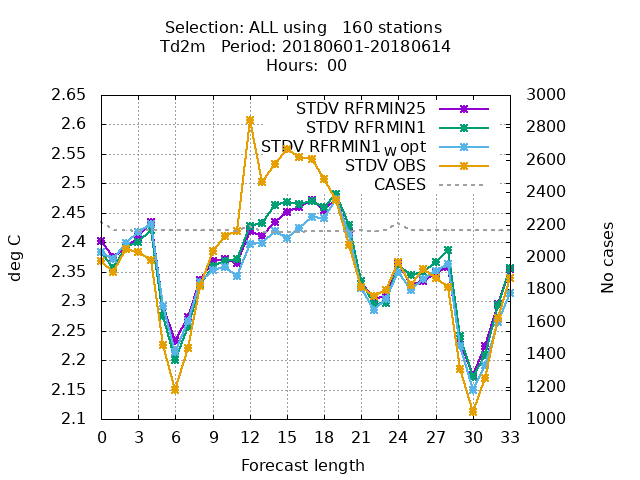 Selection: ALL using   160 stations
Td2m   Period: 20180601-20180614
Hours:  00
2.65
2.6
2.55
2.5
2.45
2.4
2.35
2.3
2.25
2.2
2.15
2.1
deg C
STDV RFRMIN25
STDV RFRMIN1
STDV RFRMIN1w opt
STDV OBS
CASES
3000
2800
2600
2400
2200
2000
1800
1600
1400
1200
1000
No cases
0 3 6 9 12 15 18 21 24 27 30 33
Forecast length